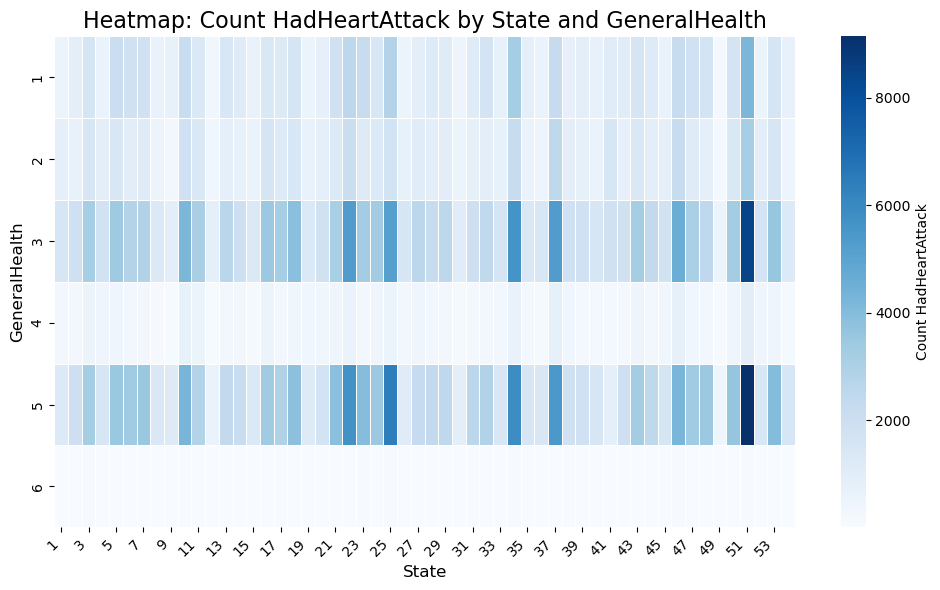 Heatmap: Count HadHeartAttack by State and GeneralHealth
GeneralHealth
1
2
3
4
5
6
1 3 5 7 9 11 13 15 17 19 21 23 25 27 29 31 33 35 37 39 41 43 45 47 49 51 53
State
8000
6000
4000
2000
Count HadHeartAttack